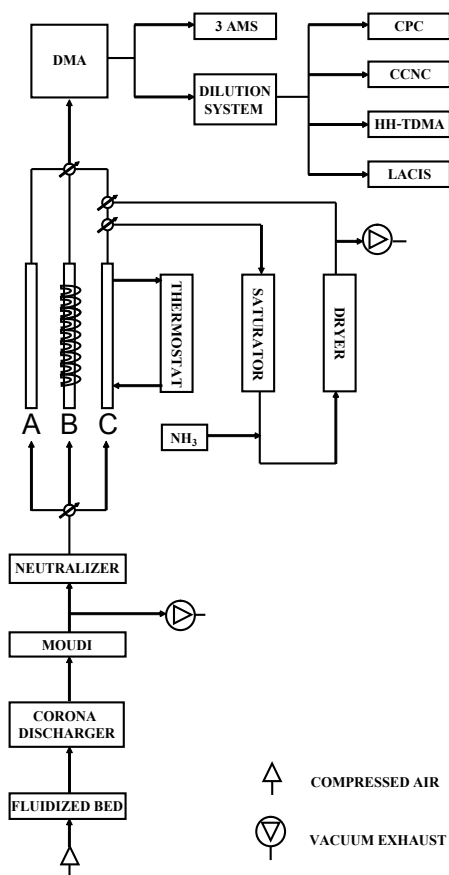 3 AMS
CPC
DMA
CCNC
DILUTION
SYSTEM
HH-TDMA
LACIS
THERMOSTAT
SATURATOR
DRYER
A B C
NH₃
NEUTRALIZER
MOUDI
CORONA
DISCHARGER
FLUIDIZED BED
COMPRESSED AIR
VACUUM EXHAUST